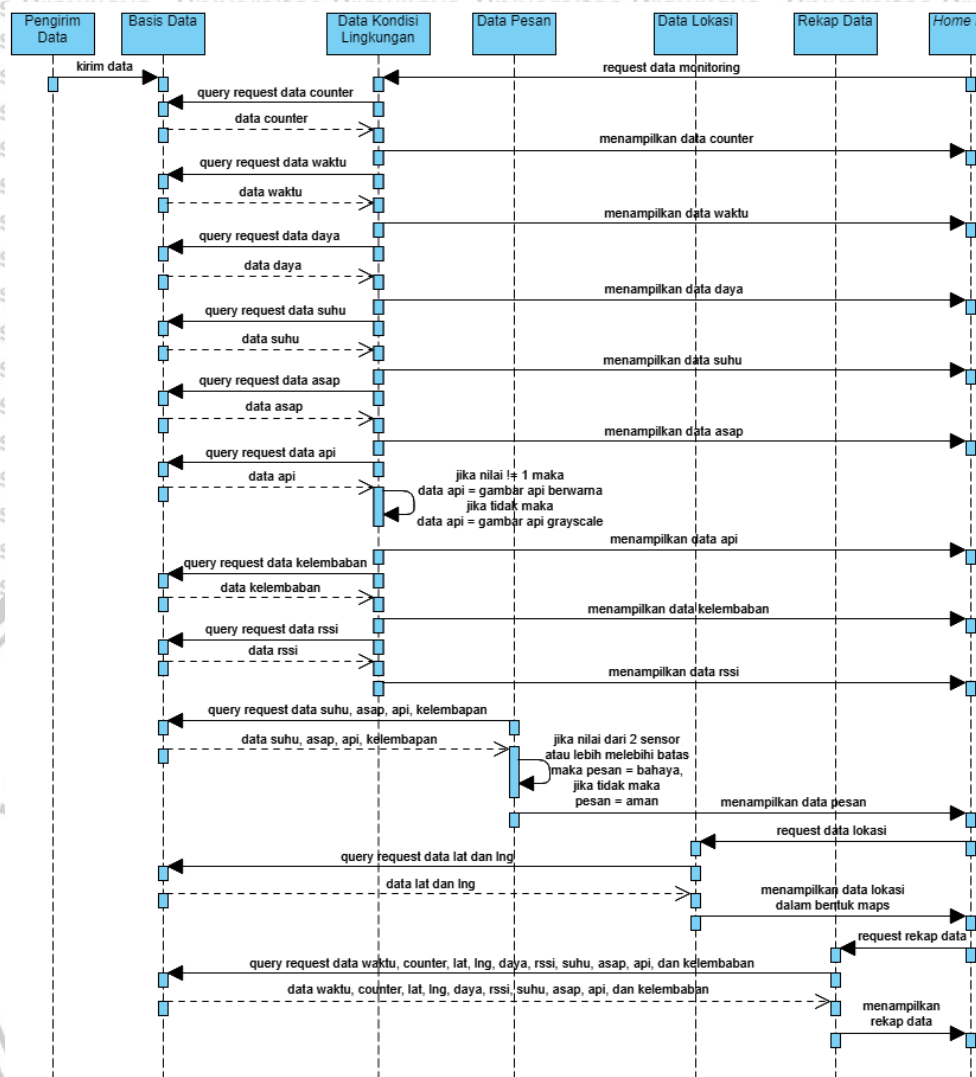 Pengirim
Data
Basis Data
Data Kondisi
Lingkungan
Data Pesan
Data Lokasi
Rekap Data
Home
kirim data
request data monitoring
query request data counter
data counter
menampilkan data counter
query request data waktu
data waktu
menampilkan data waktu
query request data daya
data daya
menampilkan data daya
query request data suhu
data suhu
menampilkan data suhu
query request data asap
data asap
menampilkan data asap
query request data api
data api
jika nilai != 1 maka
data api = gambar api berwarna
jika tidak maka
data api = gambar api grayscale
menampilkan data api
query request data kelembaban
data kelembaban
menampilkan data kelembaban
query request data rssi
data rssi
menampilkan data rssi
query request data suhu, asap, api, kelembapan
data suhu, asap, api, kelembapan
jika nilai dari 2 sensor
atau lebih melebihi batas
maka pesan = bahaya,
jika tidak maka
pesan = aman
menampilkan data pesan
request data lokasi
query request data lat dan lng
data lat dan lng
menampilkan data lokasi
dalam bentuk maps
request rekap data
query request data waktu, counter, lat, lng, daya, rssi, suhu, asap, api, dan kelembaban
data waktu, counter, lat, lng, daya, rssi, suhu, asap, api, dan kelembaban
menampilkan
rekap data